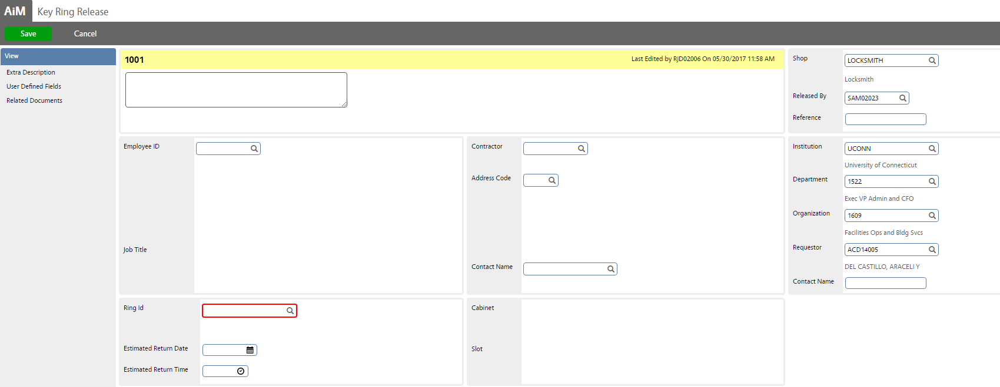 AiM Key Ring Release
Save Cancel
View
Extra Description
User Defined Fields
Related Documents
1001 Last Edited by RJD02006 On 05/30/2017 11:58 AM
Shop LOCKSMITH
Locksmith
Released By SAM02023
Reference
Employee ID
Job Title
Contractor
Address Code
Contact Name
Institution UCONN
University of Connecticut
Department 1522
Exec VP Admin and CFO
Organization 1609
Facilities Ops and Bldg Svcs
Requestor ACD14005
DEL CASTILLO, ARACELI Y
Contact Name
Ring Id
Estimated Return Date
Estimated Return Time
Cabinet
Slot